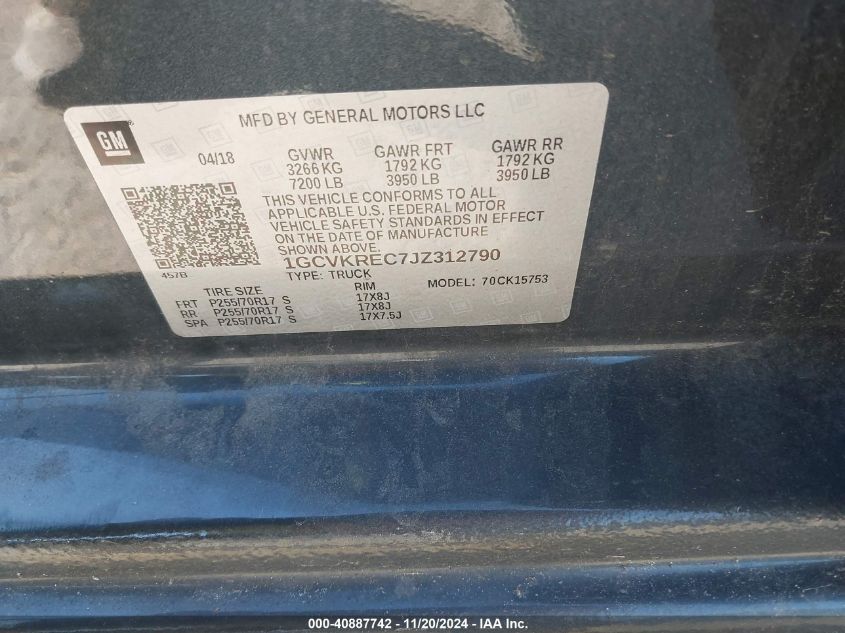 MFD BY GENERAL MOTORS LLC
GM
04/18 GVWR GAWR FRT GAWR RR
3266 KG 1792 KG 1792 KG
7200 LB 3950 LB 3950 LB
THIS VEHICLE CONFORMS TO ALL
APPLICABLE U.S. FEDERAL MOTOR
VEHICLE SAFETY STANDARDS IN EFFECT
ON THE DATE OF MANUFACTURE
SHOWN ABOVE.
1GCVKREC7JZ312790
457B
TYPE: TRUCK MODEL: 70CK15753
TIRE SIZE RIM
FRT P255/70R17 S 17X8J
RR P255/70R17 S 17X8J
SPA P255/70R17 S 17X7.5J
000-40887742 - 11/20/2024 - IAA Inc.